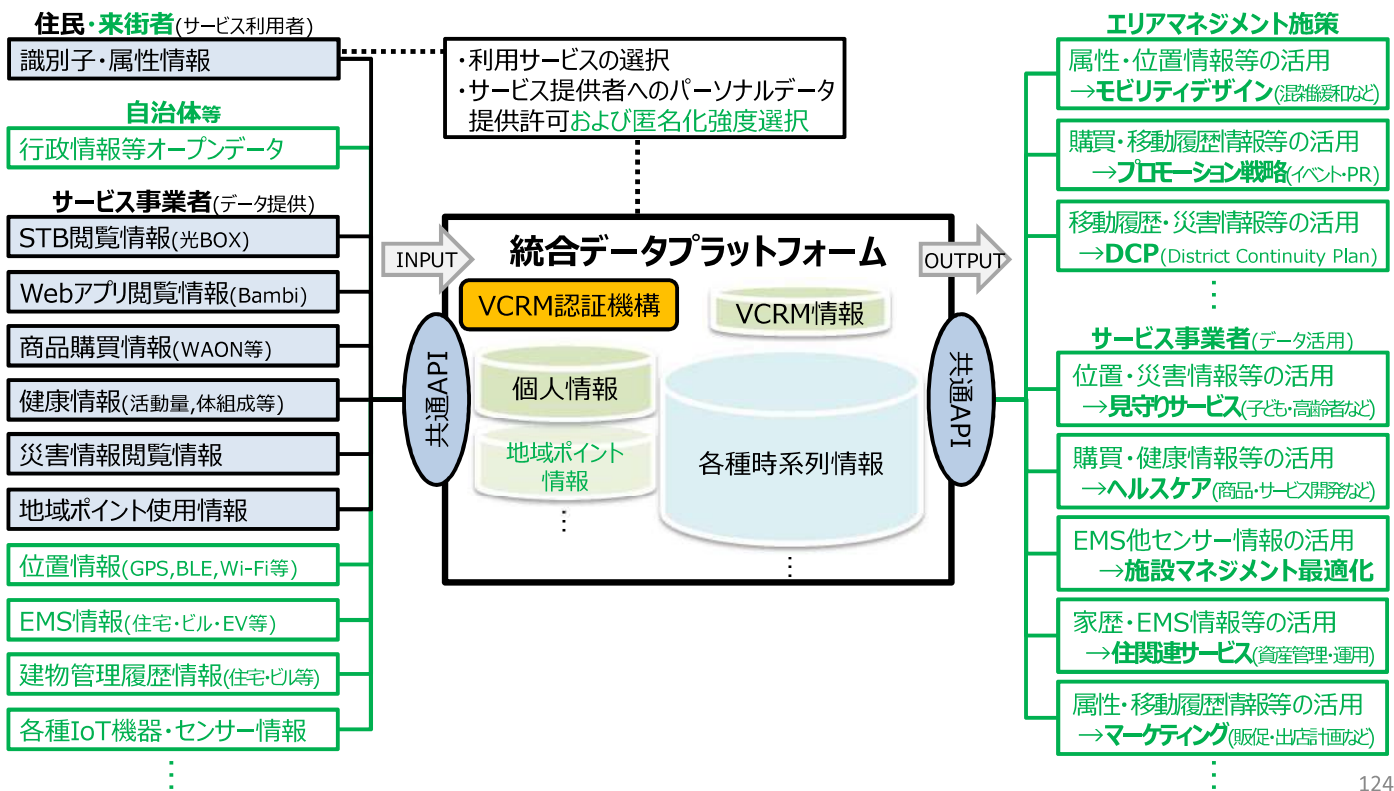 住民・来街者(サービス利用者)
識別子・属性情報
自治体等
行政情報等オープンデータ
サービス事業者(データ提供)
STB閲覧情報(光BOX)
Webアプリ閲覧情報(Bambi)
商品購買情報(WAON等)
健康情報(活動量,体組成等)
災害情報閲覧情報
地域ポイント使用情報
位置情報(GPS,BLE,Wi-Fi等)
EMS情報(住宅・ビル・EV等)
建物管理履歴情報(住宅・ビル等)
各種IoT機器・センサー情報
・利用サービスの選択
・サービス提供者へのパーソナルデータ
提供許可および匿名化強度選択
INPUT
統合データプラットフォーム
OUTPUT
VCRM認証機構
VCRM情報
共通API
個人情報
地域ポイント
情報
各種時系列情報
共通API
エリアマネジメント施策
属性・位置情報等の活用
→モビリティデザイン(混雑緩和など)
購買・移動履歴情報等の活用
→プロモーション戦略(イベント・PR)
移動履歴・災害情報等の活用
→DCP(District Continuity Plan)
サービス事業者(データ活用)
位置・災害情報等の活用
→見守りサービス(子ども・高齢者など)
購買・健康情報等の活用
→ヘルスケア(商品・サービス開発など)
EMS他センサー情報の活用
→施設マネジメント最適化
家歴・EMS情報等の活用
→住関連サービス(資産管理・運用)
属性・移動履歴情報等の活用
→マーケティング(販促・出店計画など)
124